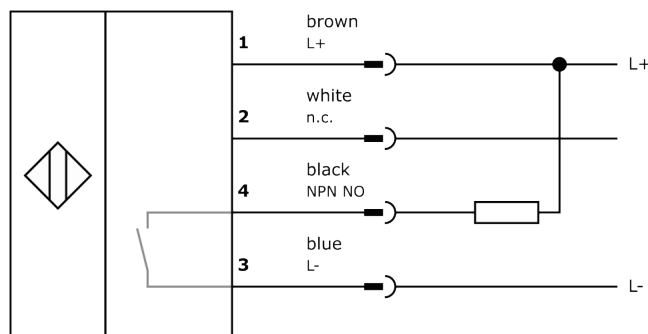 brown
1 L+ L+
white
2 n.c.
black
4 NPN NO
blue
3 L- L-